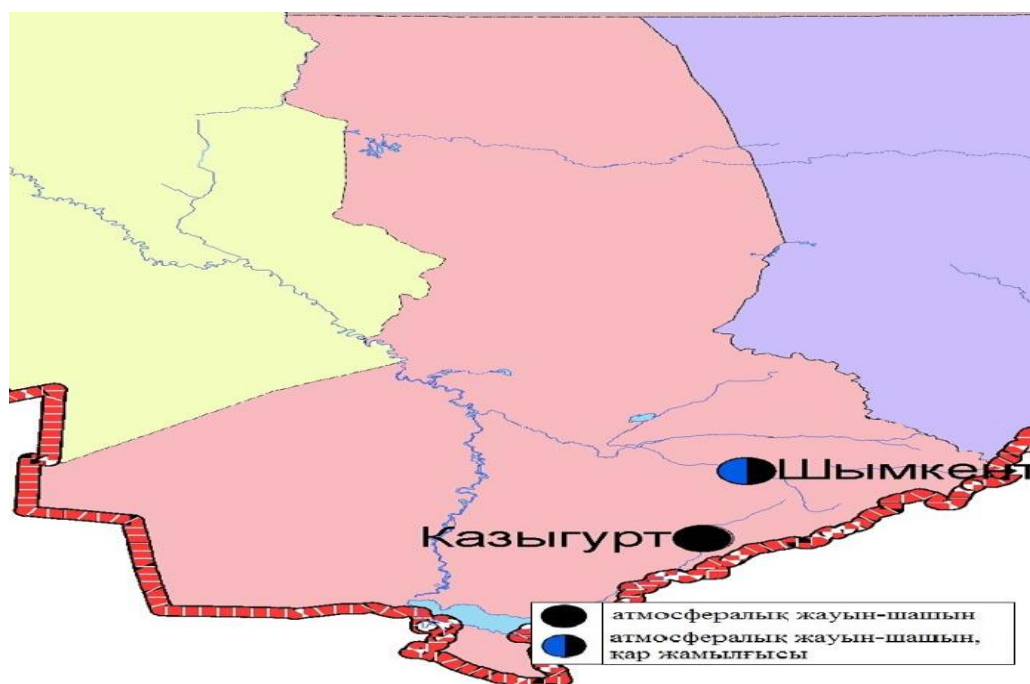 Шымкент
Казыгурт
атмосфералық жауын-шашын
атмосфералық жауын-шашын,
қар жамылғысы